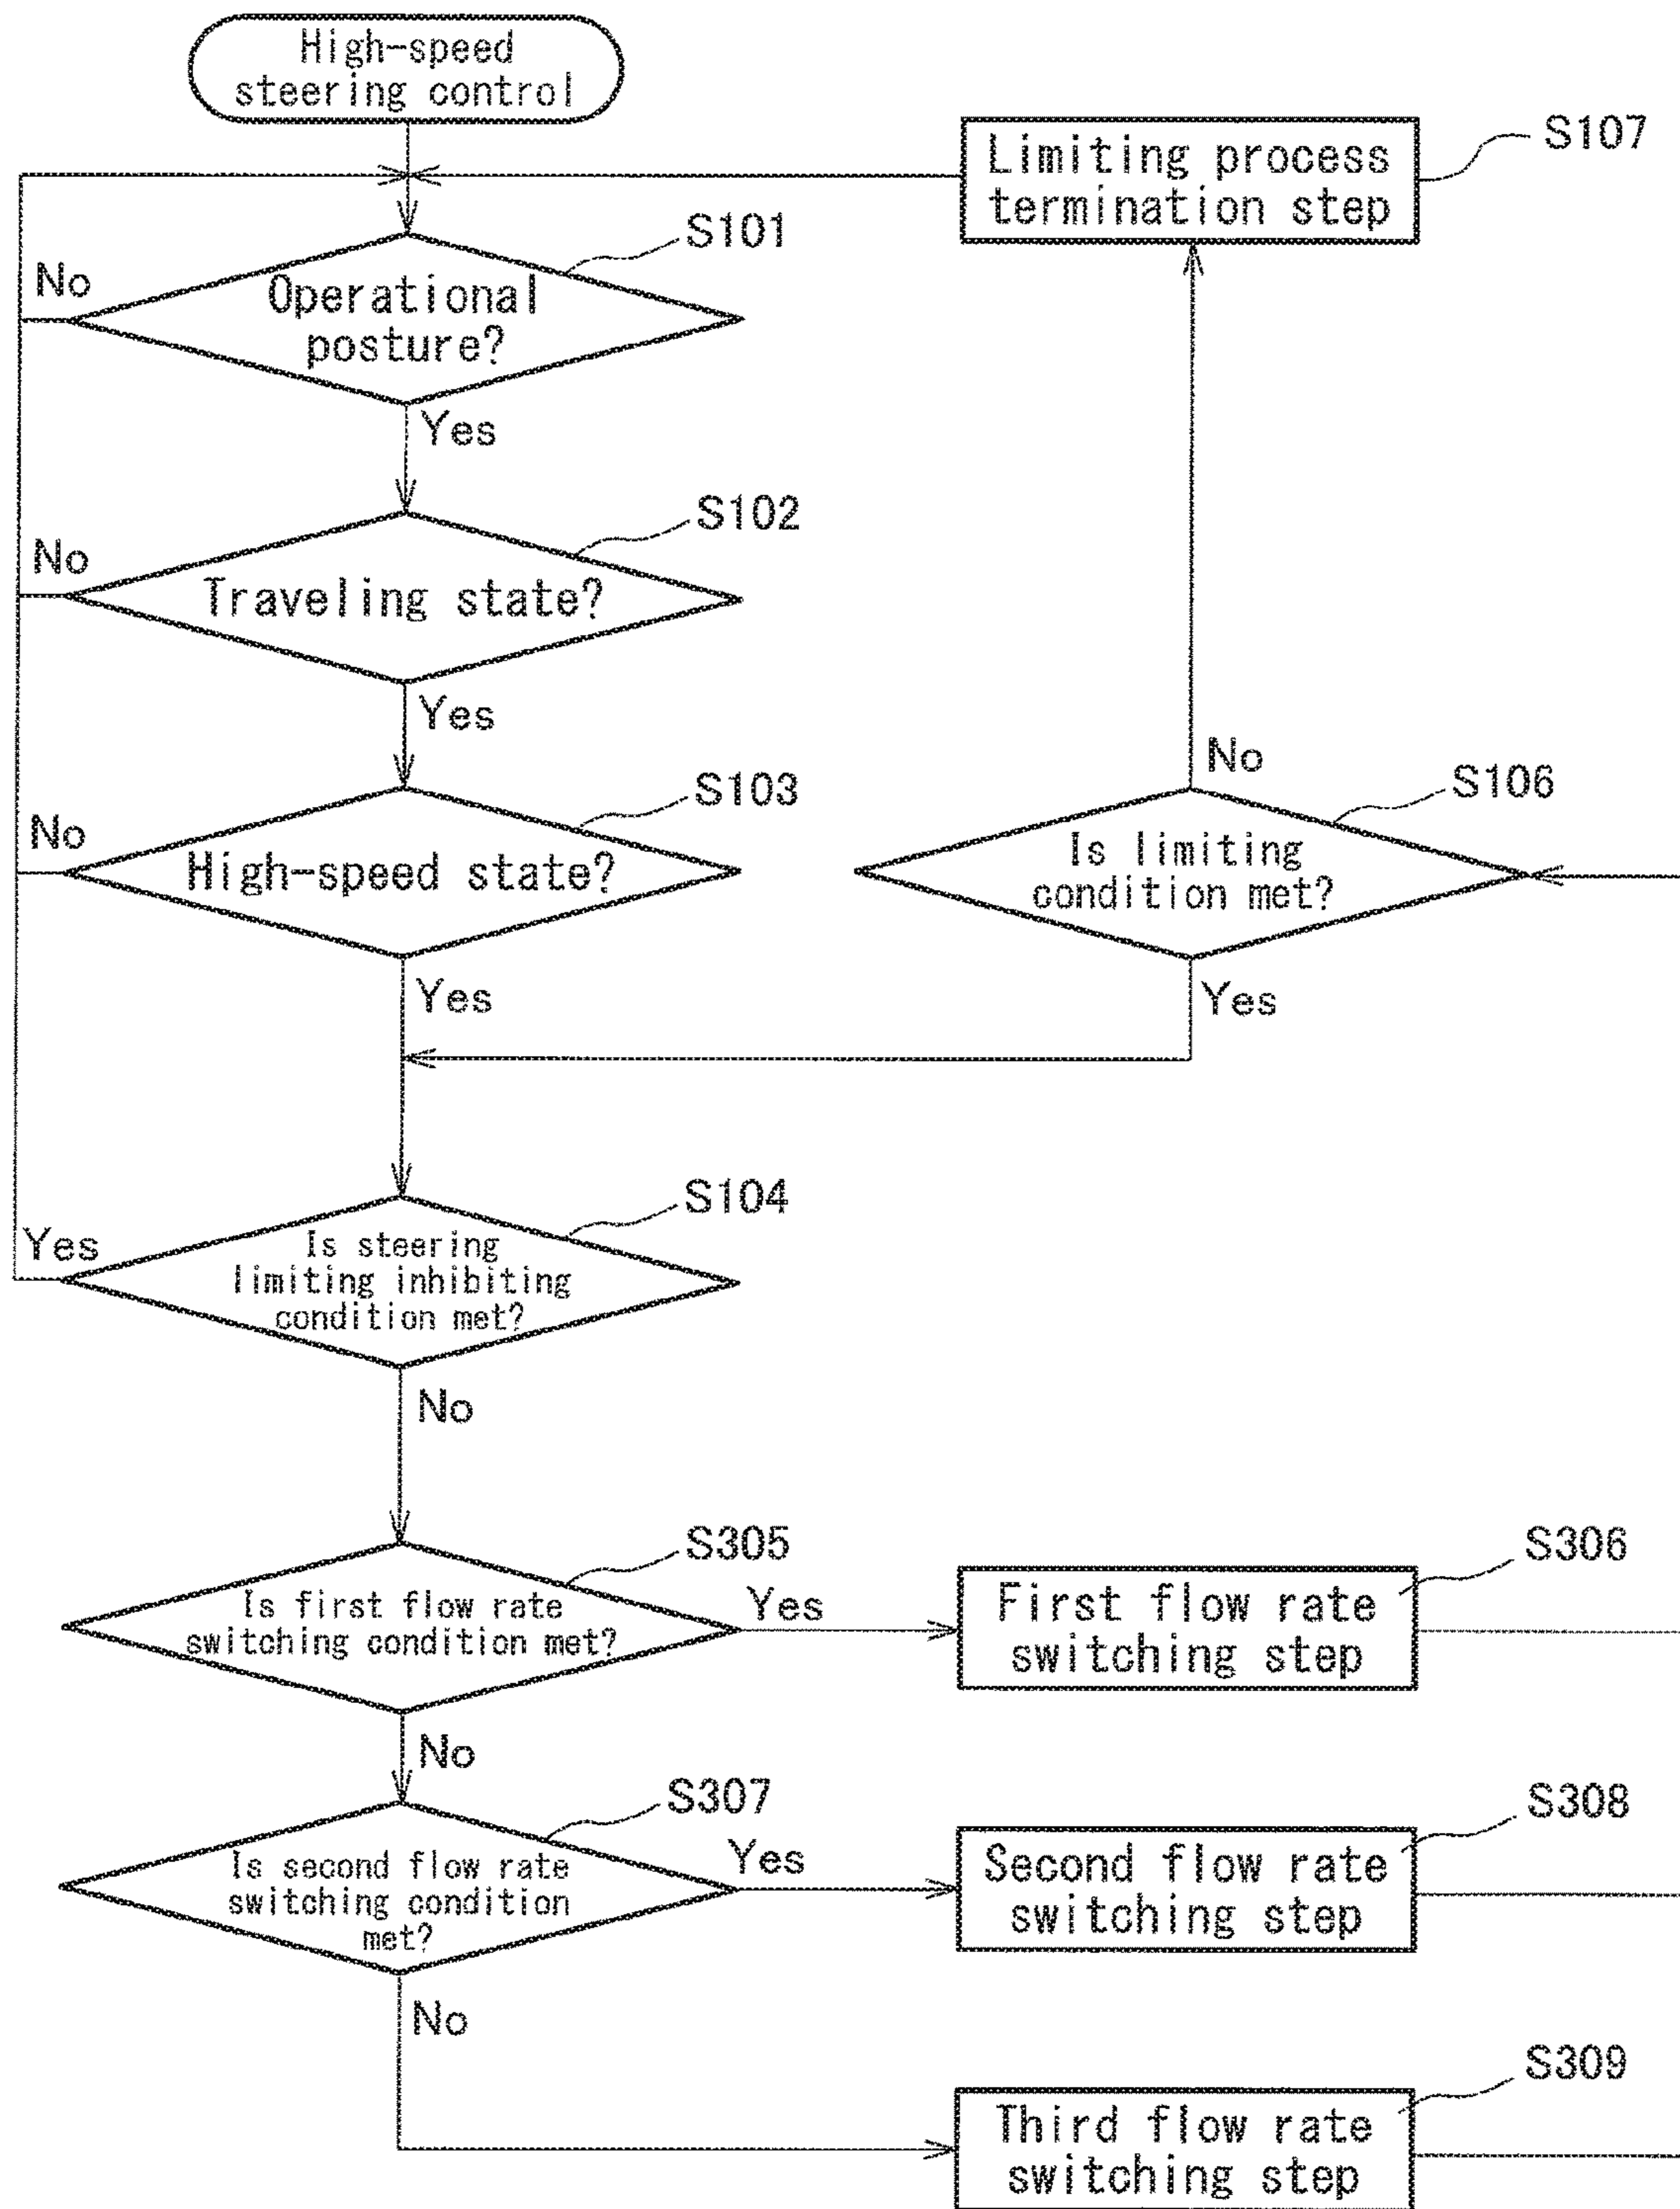 High-speed
steering control
S107
Limiting process
termination step
S101
No
Operational
posture?
Yes
S102
No
Traveling state?
Yes
S103
No
High-speed state?
Yes
No
S106
Is limiting
condition met?
Yes
S104
Yes
Is steering
limiting inhibiting
condition met?
No
S305
Is first flow rate
switching condition met?
Yes
S306
First flow rate
switching step
No
S307
Is second flow rate
switching condition
met?
Yes
S308
Second flow rate
switching step
No
S309
Third flow rate
switching step